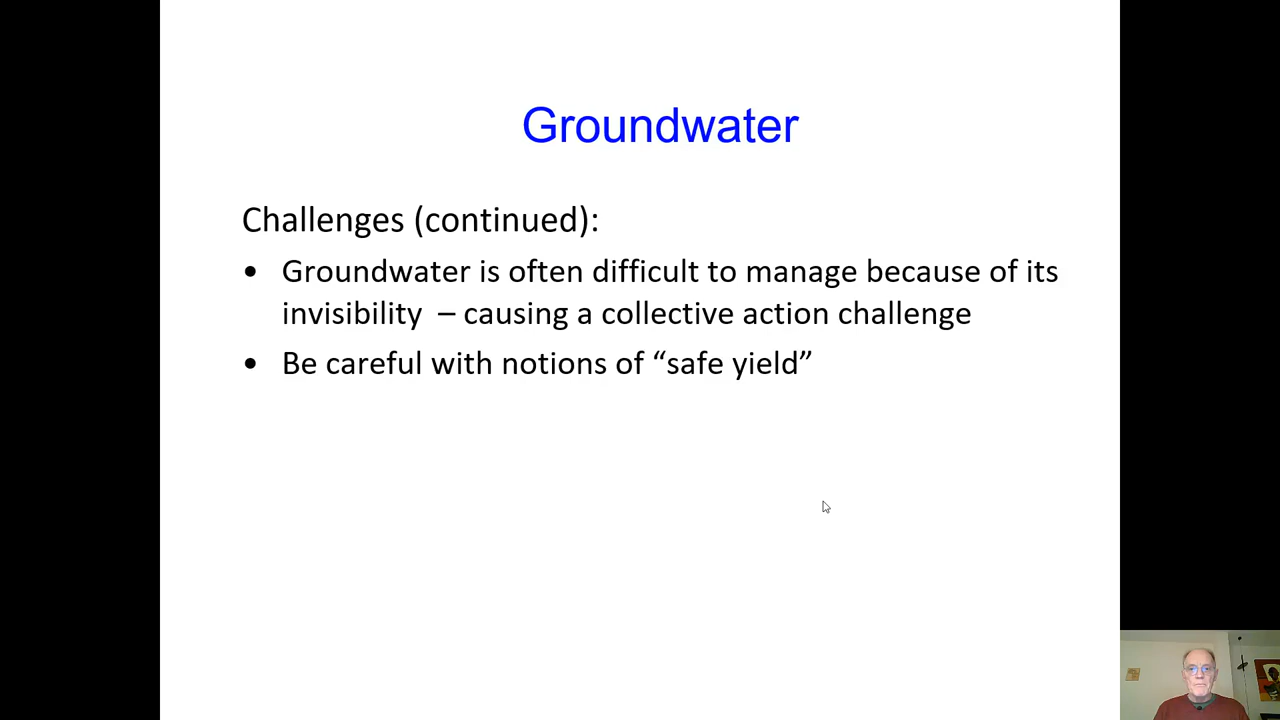 Groundwater
Challenges (continued):
• Groundwater is often difficult to manage because of its
invisibility – causing a collective action challenge
• Be careful with notions of “safe yield”